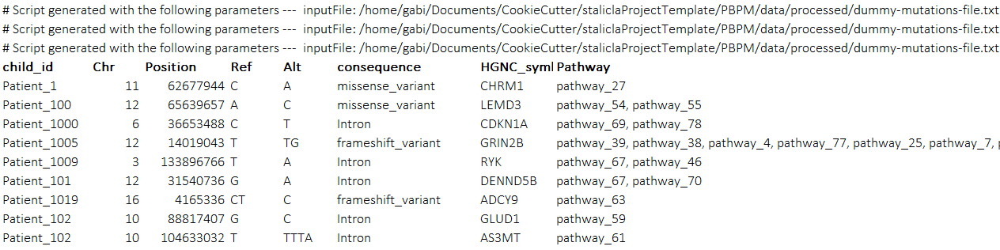 # Script generated with the following parameters --- inputFile: /home/gabi/Documents/CookieCutter/staliclaProjectTemplate/PBPM/data/processed/dummy-mutations-file.txt
# Script generated with the following parameters --- inputFile: /home/gabi/Documents/CookieCutter/staliclaProjectTemplate/PBPM/data/processed/dummy-mutations-file.txt
# Script generated with the following parameters --- inputFile: /home/gabi/Documents/CookieCutter/staliclaProjectTemplate/PBPM/data/processed/dummy-mutations-file.txt
child_id Chr Position Ref Alt consequence HGNC_syml Pathway
Patient_1 11 62677944 C A missense_variant CHRM1 pathway_27
Patient_100 12 65639657 A C missense_variant LEMD3 pathway_54, pathway_55
Patient_1000 6 36653488 C T Intron CDKN1A pathway_69, pathway_78
Patient_1005 12 14019043 T TG frameshift_variant GRIN2B pathway_39, pathway_38, pathway_4, pathway_77, pathway_25, pathway_7,
Patient_1009 3 133896766 T A Intron RYK pathway_67, pathway_46
Patient_101 12 31540736 G A Intron DENND5B pathway_67, pathway_70
Patient_1019 16 4165336 CT C frameshift_variant ADCY9 pathway_63
Patient_102 10 88817407 G C Intron GLUD1 pathway_59
Patient_102 10 104633032 T TTTA Intron AS3MT pathway_61